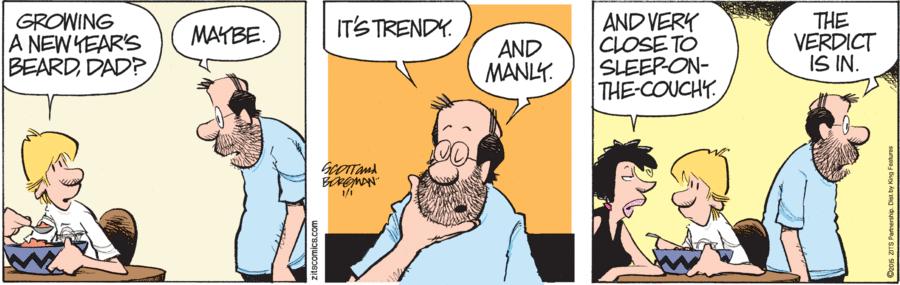 GROWING
A NEW YEAR'S
BEARD, DAD?
MAYBE.
zitscomics.com
IT'S TRENDY.
AND
MANLY.
SCOTT and
BORGMAN
1/1
AND VERY
CLOSE TO
SLEEP-ON-
THE-COUCHY.
THE
VERDICT
IS IN.
©2015 ZITS Partnership. Dist. by King Features